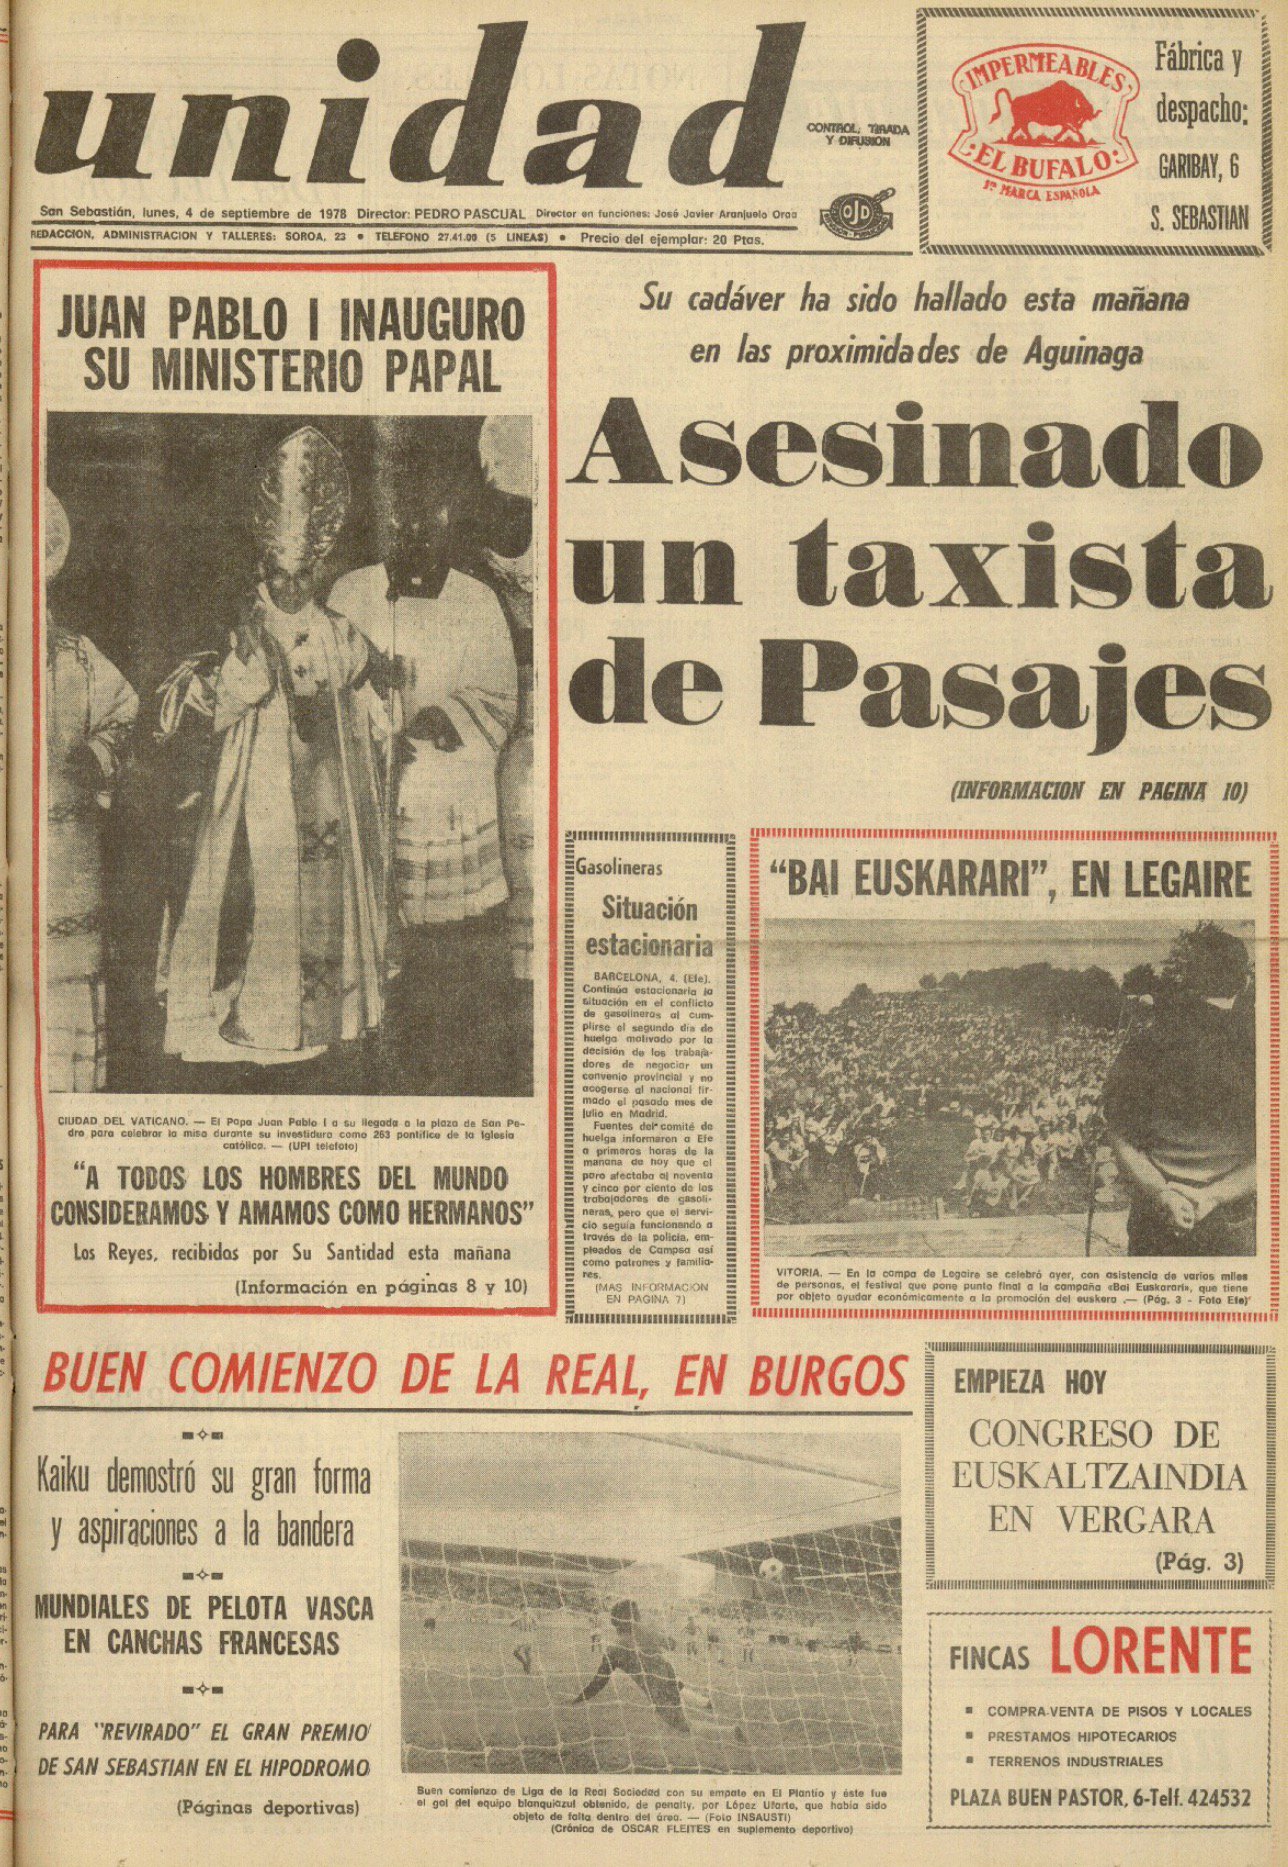 unidad
CONTROL, TIRADA
Y DIFUSION
OJD
San Sebastián, lunes, 4 de septiembre de 1978 Director: PEDRO PASCUAL Director en funciones: José Javier Aranjuelo Oraa
REDACCION, ADMINISTRACION Y TALLERES: SOROA, 23 • TELEFONO 27.41.00 (5 LINEAS) • Precio del ejemplar: 20 Ptas.
IMPERMEABLES
EL BUFALO
1ª MARCA ESPAÑOLA
Fábrica y
despacho:
GARIBAY, 6
S. SEBASTIAN
JUAN PABLO I INAUGURO
SU MINISTERIO PAPAL
CIUDAD DEL VATICANO. — El Papa Juan Pablo I a su llegada a la plaza de San Pe-
dro para celebrar la misa durante su investidura como 263 pontífice de la Iglesia
católica. — (UPI telefoto)
"A TODOS LOS HOMBRES DEL MUNDO
CONSIDERAMOS Y AMAMOS COMO HERMANOS"
Los Reyes, recibidos por Su Santidad esta mañana
(Información en páginas 8 y 10)
Su cadáver ha sido hallado esta mañana
en las proximidades de Aguinaga
Asesinado
un taxista
de Pasajes
(INFORMACION EN PAGINA 10)
Gasolineras
Situación
estacionaria
BARCELONA, 4. (Efe).
Continúa estacionaria la
situación en el conflicto
de gasolineras al cum-
plirse el segundo día de
huelga motivado por la
decisión de los trabaja-
dores de negociar un
convenio provincial y no
acogerse al nacional fir-
mado el pasado mes de
julio en Madrid.
Fuentes del comité de
huelga informaron a Efe
a primeras horas de la
mañana de hoy que el
paro afectaba al noventa
y cinco por ciento de los
trabajadores de gasoli-
neras, pero que el servi-
cio seguía funcionando a
través de la policía, em-
pleados de Campsa así
como patrones y familia-
res.
(MAS INFORMACION
EN PAGINA 7)
"BAI EUSKARARI", EN LEGAIRE
VITORIA. — En la campa de Legaire se celebró ayer, con asistencia de varios miles
de personas, el festival que pone punto final a la campaña «Bai Euskarari», que tiene
por objeto ayudar económicamente a la promoción del euskera .— (Pág. 3 - Foto Efe)
BUEN COMIENZO DE LA REAL, EN BURGOS
Kaiku demostró su gran forma
y aspiraciones a la bandera
MUNDIALES DE PELOTA VASCA
EN CANCHAS FRANCESAS
PARA "REVIRADO" EL GRAN PREMIO
DE SAN SEBASTIAN EN EL HIPODROMO
(Páginas deportivas)
Buen comienzo de Liga de la Real Sociedad con su empate en El Plantío y éste fue
el gol del equipo blanquiazul obtenido, de penalty, por López Ufarte, que había sido
objeto de falta dentro del área. — (Foto INSAUSTI)
(Crónica de OSCAR FLEITES en suplemento deportivo)
EMPIEZA HOY
CONGRESO DE
EUSKALTZAINDIA
EN VERGARA
(Pág. 3)
FINCAS LORENTE
COMPRA-VENTA DE PISOS Y LOCALES
PRESTAMOS HIPOTECARIOS
TERRENOS INDUSTRIALES
PLAZA BUEN PASTOR, 6-Telf. 424532